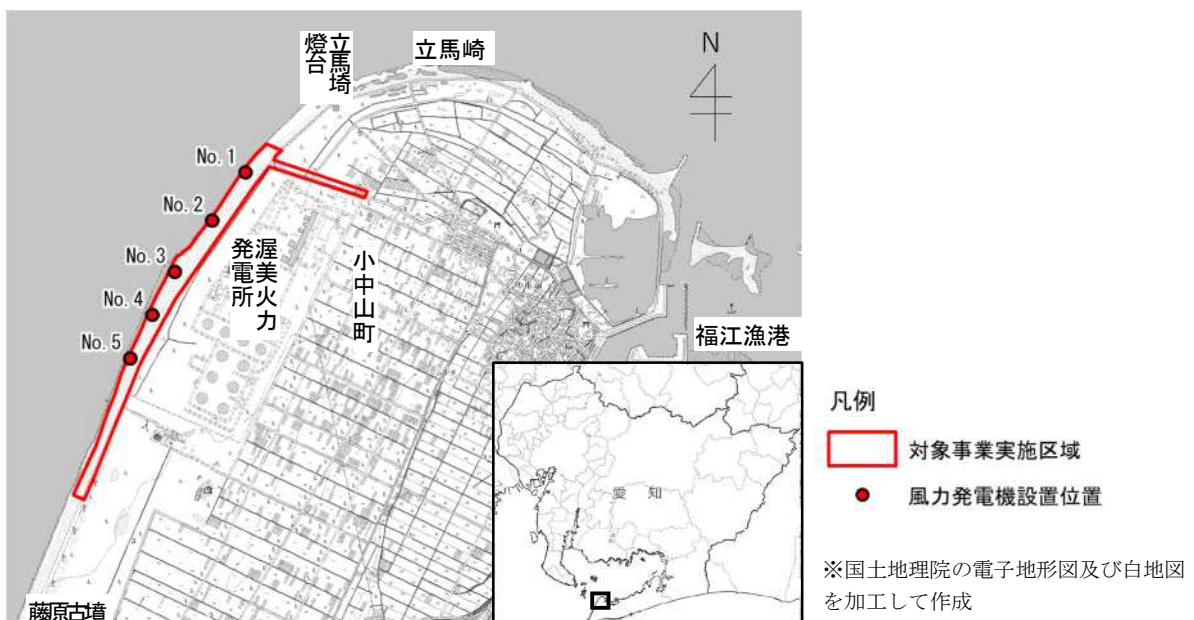 立馬埼
燈台
立馬崎
N
No. 1
No. 2
No. 3
No. 4
No. 5
渥美火力
発電所
小中山町
福江漁港
愛知
藤原古墳
凡例
対象事業実施区域
風力発電機設置位置
※国土地理院の電子地形図及び白地図
を加工して作成